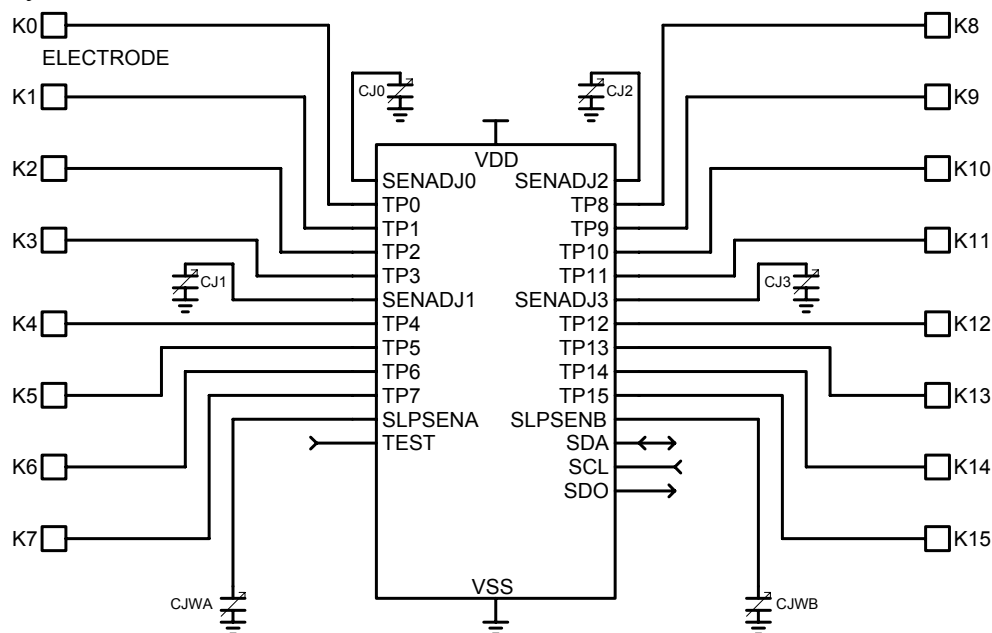 K0
ELECTRODE
K1
K2
K3
K4
K5
K6
K7
CJ0
CJ1
CJWA
VDD
SENADJ0
TP0
TP1
TP2
TP3
SENADJ1
TP4
TP5
TP6
TP7
SLPSENA
TEST
SENADJ2
TP8
TP9
TP10
TP11
SENADJ3
TP12
TP13
TP14
TP15
SLPSENB
SDA
SCL
SDO
VSS
CJ2
CJ3
CJWB
K8
K9
K10
K11
K12
K13
K14
K15